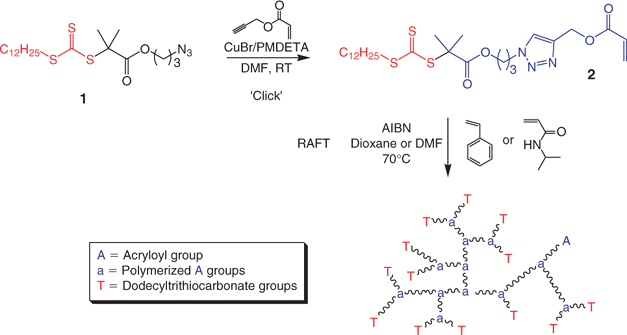 S
O
O
C₁₂H₂₅
S
S
O
O
( )₃
N₃
1
CuBr/PMDETA
DMF, RT
'Click'
S
C₁₂H₂₅
S
S
O
O
( )₃
N
N=N
O
O
2
RAFT
AIBN
Dioxane or DMF
70°C
or
O
HN
A = Acryloyl group
a = Polymerized A groups
T = Dodecyltrithiocarbonate groups
T
T
a
T
a
a
T
T
T
a
a
A
a
T
a
a
a
a
T
a
T
T
a
T
T
T